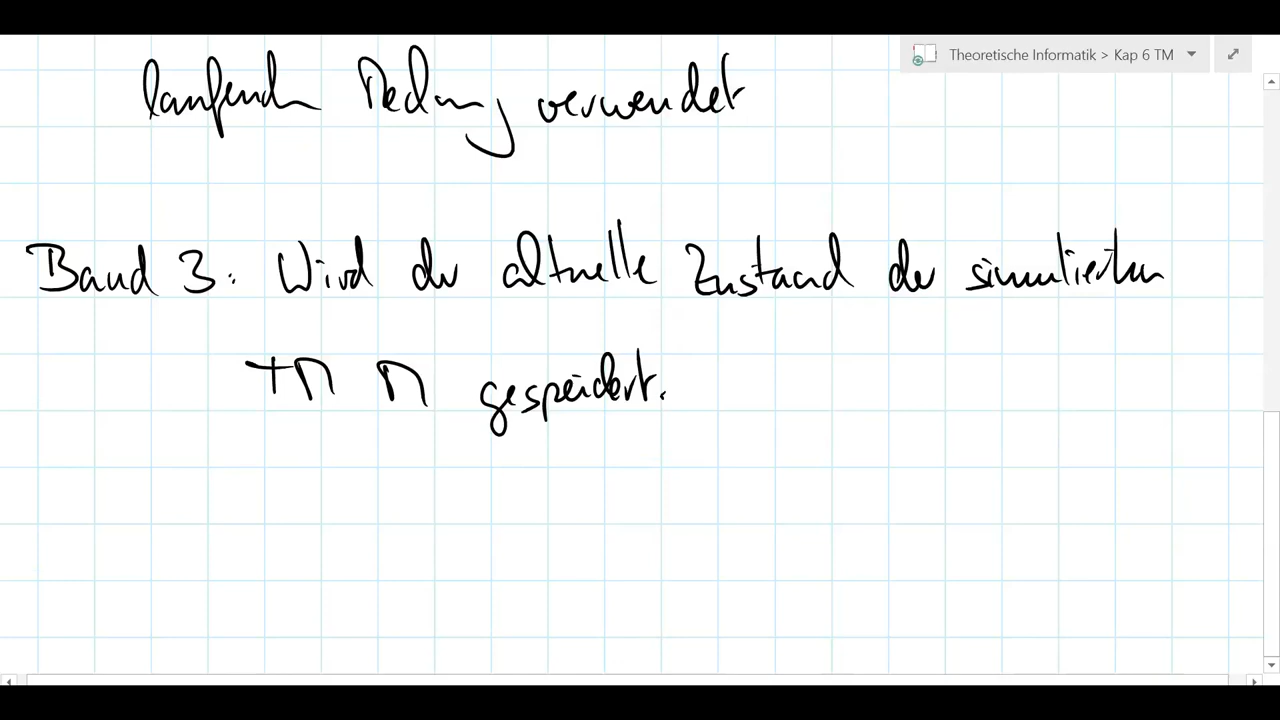 Theoretische Informatik > Kap 6 TM
laufenden Rechnung verwendet
Band 3: Wird der aktuelle Zustand der simulierten
TM M gespeichert.